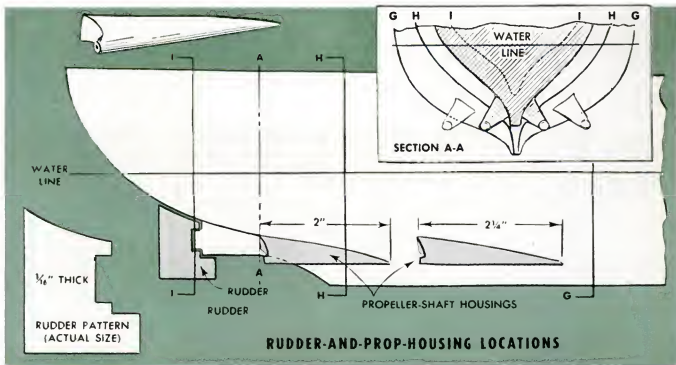 G H I I H G
WATER
LINE
SECTION A-A
I A H
WATER
LINE
2"
2¼"
1/16" THICK
RUDDER PATTERN
(ACTUAL SIZE)
A
I
RUDDER
RUDDER
H
PROPELLER-SHAFT HOUSINGS
G
RUDDER-AND-PROP-HOUSING LOCATIONS